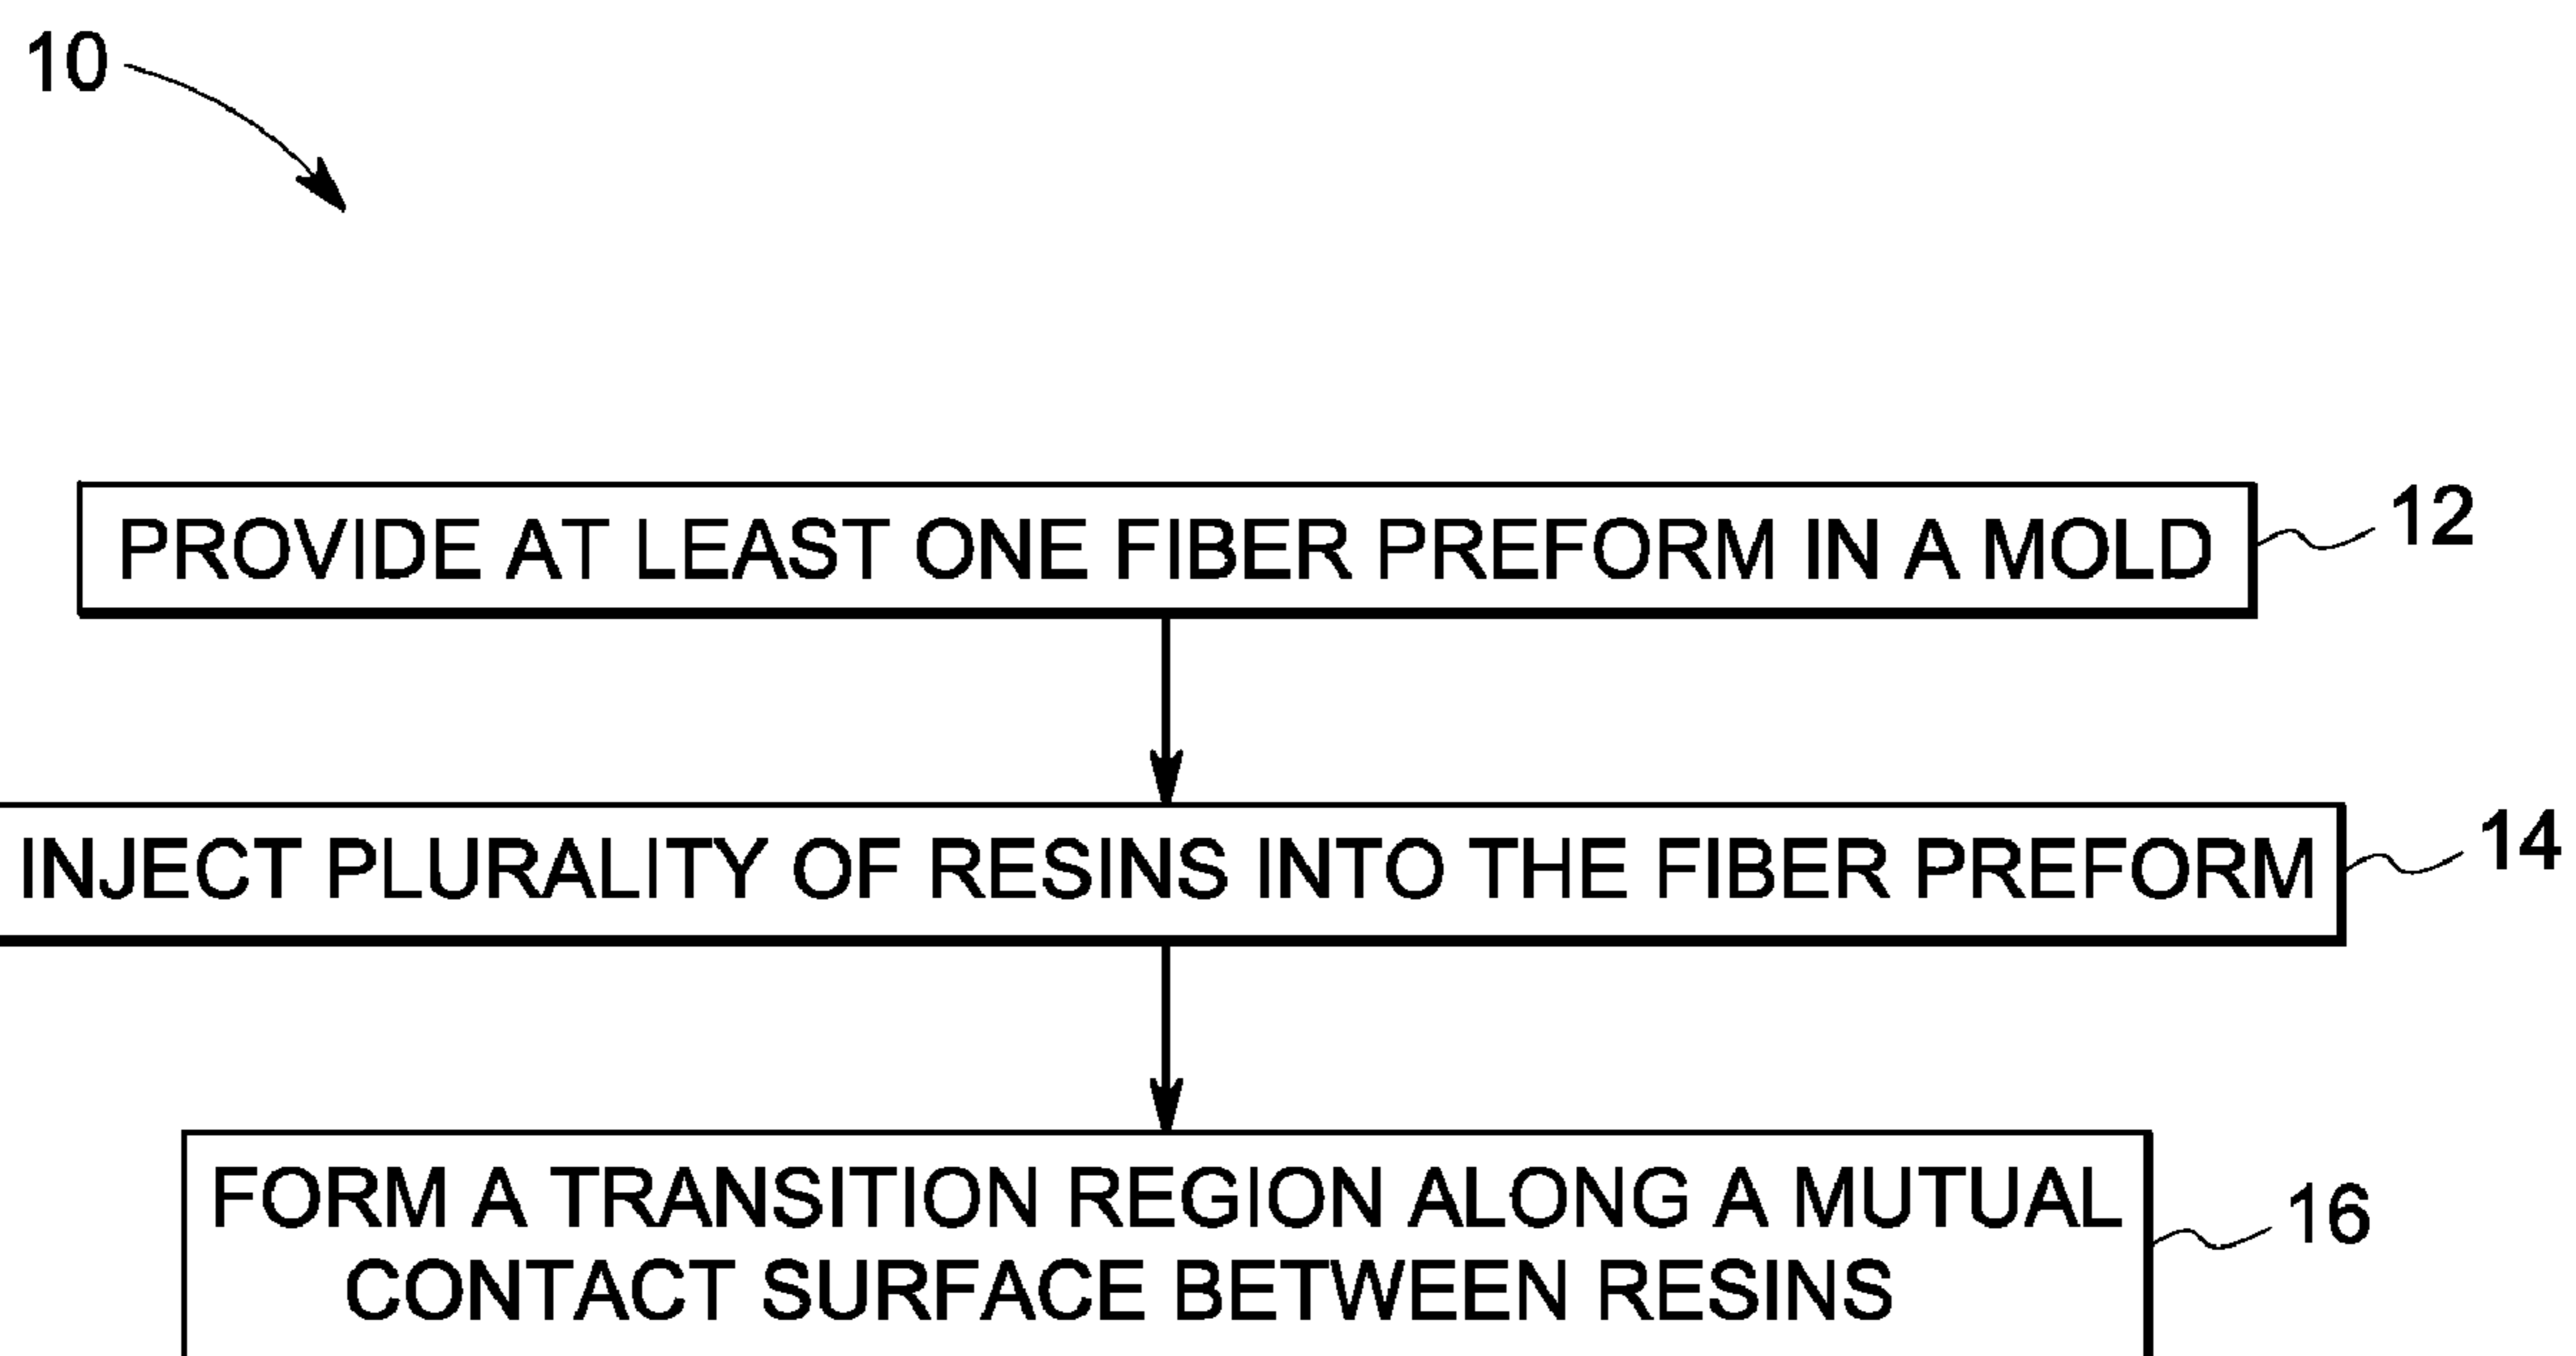 10
PROVIDE AT LEAST ONE FIBER PREFORM IN A MOLD
12
INJECT PLURALITY OF RESINS INTO THE FIBER PREFORM
14
FORM A TRANSITION REGION ALONG A MUTUAL
CONTACT SURFACE BETWEEN RESINS
16